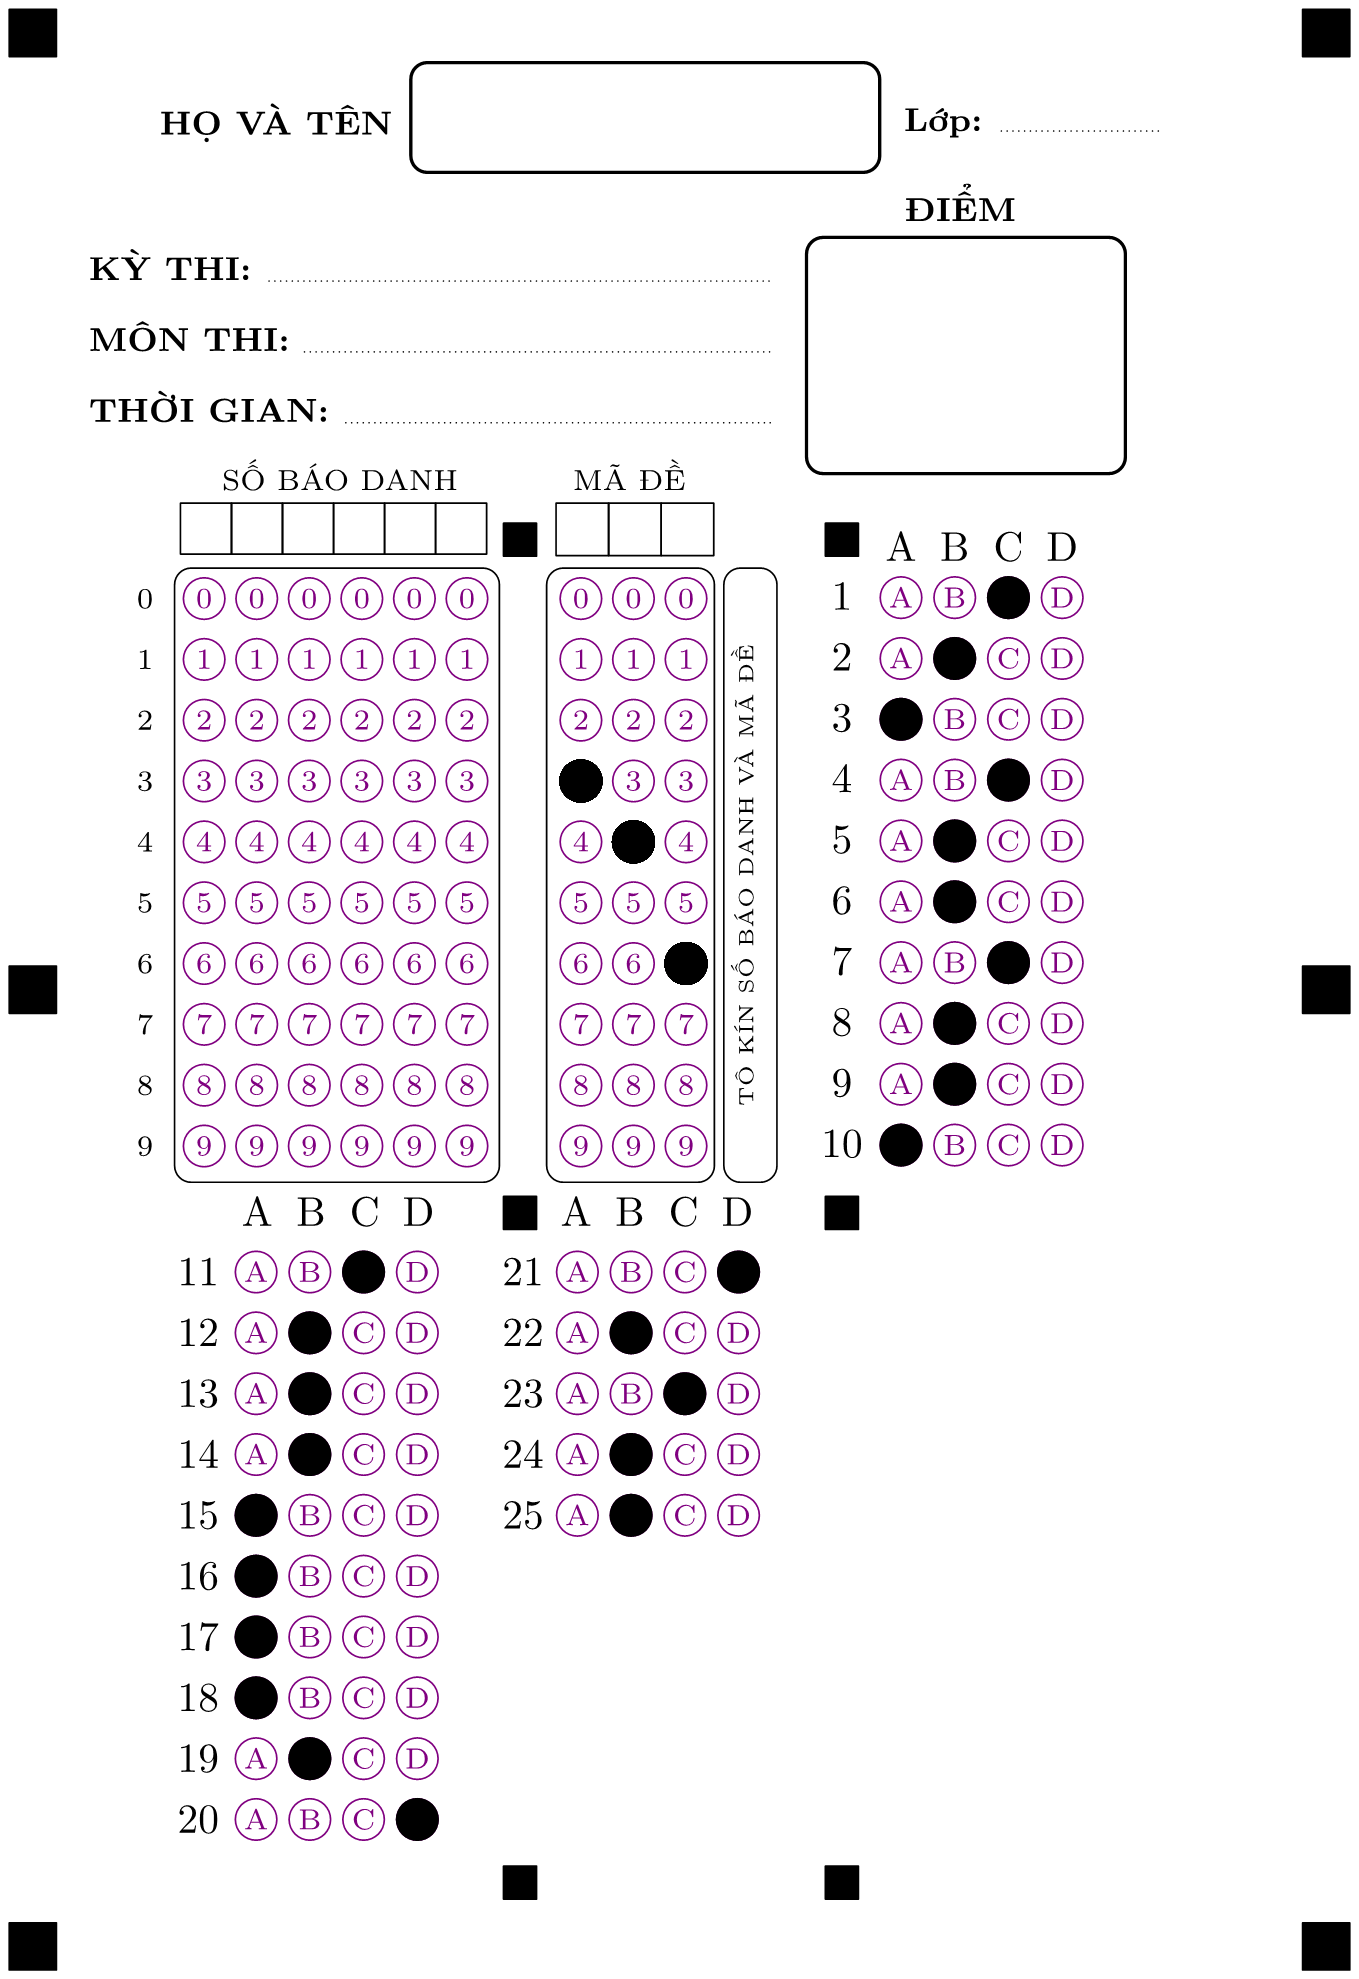 HỌ VÀ TÊN
Lớp: ........................
ĐIỂM
KỲ THI: ........................
MÔN THI: ........................
THỜI GIAN: ........................
SỐ BÁO DANH MÃ ĐỀ
A B C D
0 0 0 0 0 0 0 0 0 0
1 1 1 1 1 1 1 1 1 1
2 2 2 2 2 2 2 2 2 2
3 3 3 3 3 3 3 3 3
4 4 4 4 4 4 4 4 4
5 5 5 5 5 5 5 5 5 5
6 6 6 6 6 6 6 6 6
7 7 7 7 7 7 7 7 7 7
8 8 8 8 8 8 8 8 8 8
9 9 9 9 9 9 9 9 9 9
TÔ KÍN SỐ BÁO DANH VÀ MÃ ĐỀ
1 A B D
2 A C D
3 B C D
4 A B D
5 A C D
6 A C D
7 A B D
8 A C D
9 A C D
10 B C D
A B C D
11 A B D
12 A C D
13 A C D
14 A C D
15 B C D
16 B C D
17 B C D
18 B C D
19 A C D
20 A B C
A B C D
21 A B C
22 A C D
23 A B D
24 A C D
25 A C D